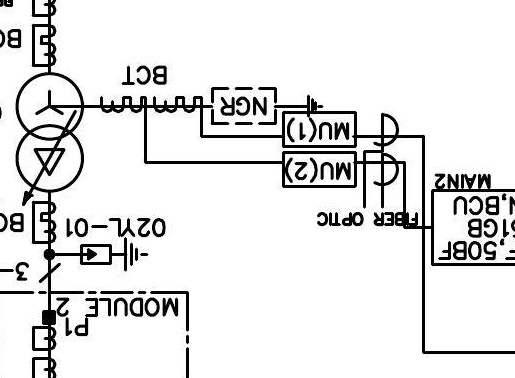 P1
MODULE 2
3-
02YL-01
BC
F,50BF
51GB
N,BCU
FIBER OPTIC
MAIN2
MU(2)
MU(1)
NGR
BCT
BC